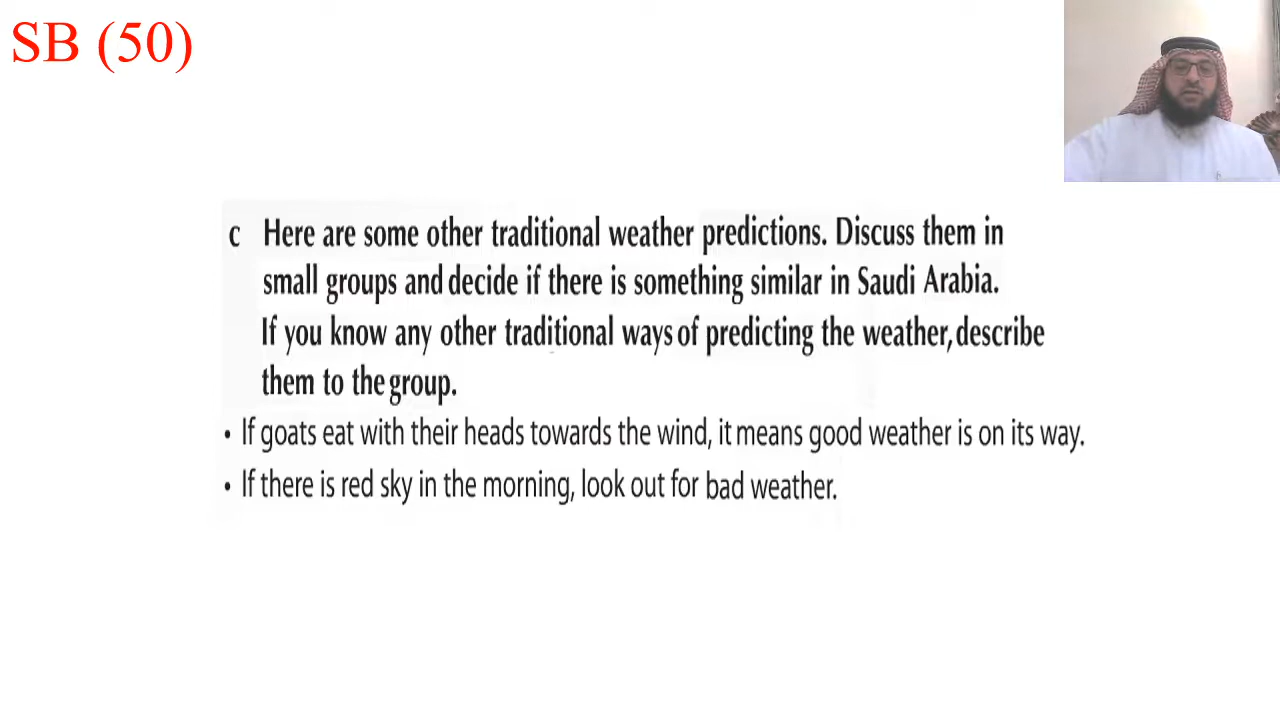 SB (50)
c Here are some other traditional weather predictions. Discuss them in
small groups and decide if there is something similar in Saudi Arabia.
If you know any other traditional ways of predicting the weather, describe
them to the group.
• If goats eat with their heads towards the wind, it means good weather is on its way.
• If there is red sky in the morning, look out for bad weather.